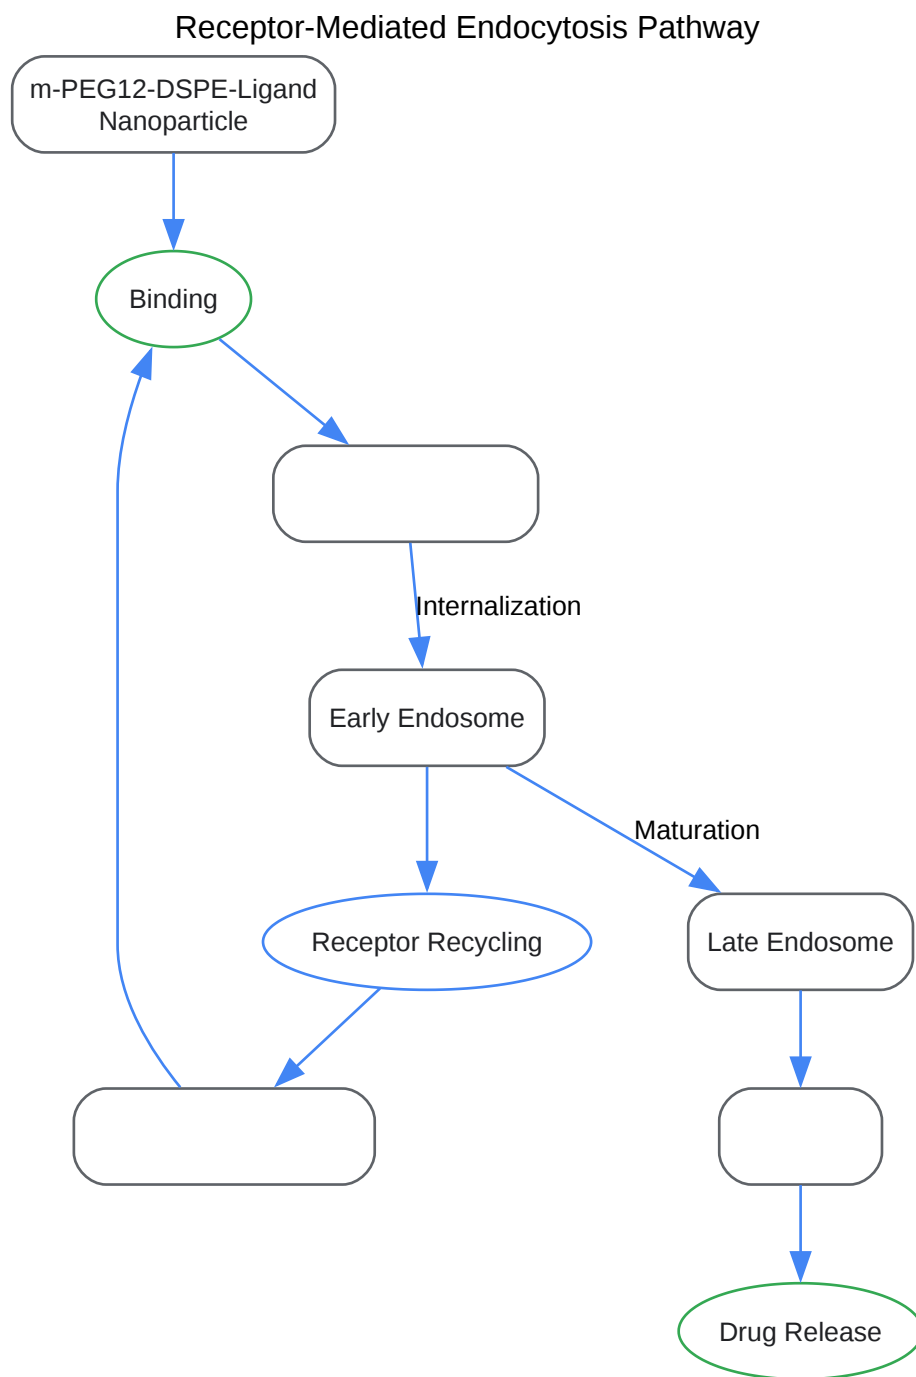 Receptor-Mediated Endocytosis Pathway
m-PEG12-DSPE-Ligand
Nanoparticle
Binding
Internalization
Early Endosome
Maturation
Receptor Recycling
Late Endosome
Drug Release